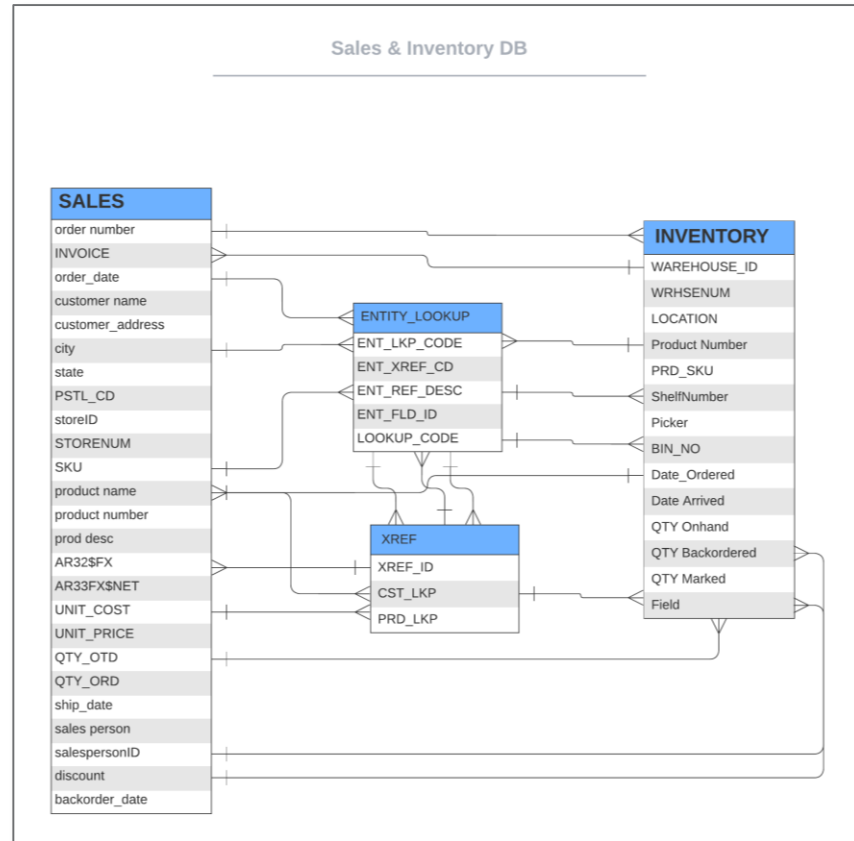 Sales & Inventory DB
SALES
order number
INVOICE
order_date
customer name
customer_address
city
state
PSTL_CD
storeID
STORENUM
SKU
product name
product number
prod desc
AR32$FX
AR33FX$NET
UNIT_COST
UNIT_PRICE
QTY_OTD
QTY_ORD
ship_date
sales person
salespersonID
discount
backorder_date
ENTITY_LOOKUP
ENT_LKP_CODE
ENT_XREF_CD
ENT_REF_DESC
ENT_FLD_ID
LOOKUP_CODE
XREF
XREF_ID
CST_LKP
PRD_LKP
INVENTORY
WAREHOUSE_ID
WRHSENUM
LOCATION
Product Number
PRD_SKU
ShelfNumber
Picker
BIN_NO
Date_Ordered
Date Arrived
QTY Onhand
QTY Backordered
QTY Marked
Field